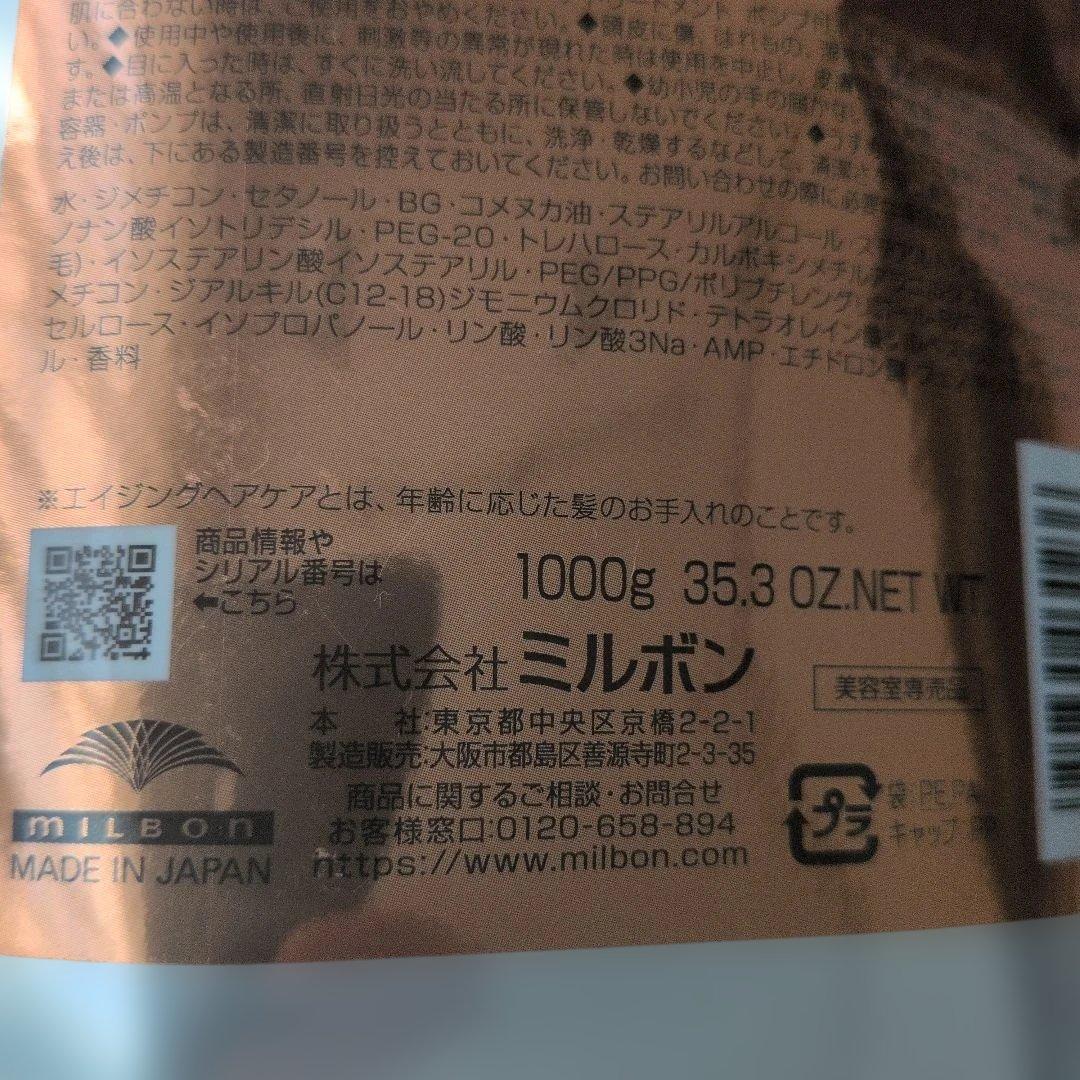 肌に合わない時は、ご使用をおやめください。◆頭皮に傷、はれもの、湿
い。◆使用中や使用後に、刺激等の異常が現れた時は使用を中止し、皮膚
す。◆目に入った時は、すぐに洗い流してください。◆幼小児の手の届かな
または高温となる所、直射日光の当たる所に保管しないでください。◆うす
容器・ポンプは、清潔に取り扱うとともに、洗浄・乾燥するなどして、清潔
え後は、下にある製造番号を控えておいてください。お問い合わせの際に必要
水・ジメチコン・セタノール・BG・コメヌカ油・ステアリルアルコール
ノナン酸イソトリデシル・PEG-20・トレハロース・カルボキシメチル
毛)・イソステアリン酸イソステアリル・PEG/PPG/ポリブチレングリコール
メチコン・ジアルキル(C12-18)ジモニウムクロリド・テトラオレイン酸
セルロース・イソプロパノール・リン酸・リン酸3Na・AMP・エチドロン酸
ル・香料
※エイジングヘアケアとは、年齢に応じた髪のお手入れのことです。
商品情報や
シリアル番号は
←こちら
1000g 35.3 OZ.NET WT.
株式会社ミルボン
美容室専売品
本 社:東京都中央区京橋2-2-1
製造販売:大阪市都島区善源寺町2-3-35
商品に関するご相談・お問合せ
お客様窓口:0120-658-894
https://www.milbon.com
MILBON
MADE IN JAPAN
プラ
袋:PE,PA
キャップ:PP